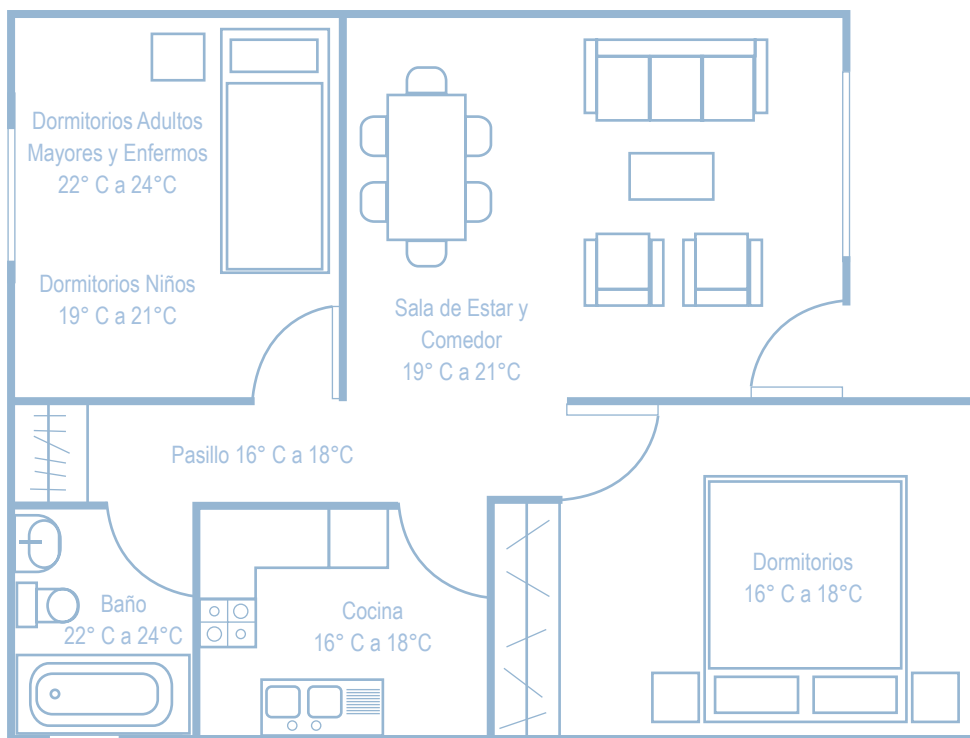 Dormitorios Adultos
Mayores y Enfermos
22° C a 24°C
Dormitorios Niños
19° C a 21°C
Sala de Estar y
Comedor
19° C a 21°C
Pasillo 16° C a 18°C
Baño
22° C a 24°C
Cocina
16° C a 18°C
Dormitorios
16° C a 18°C